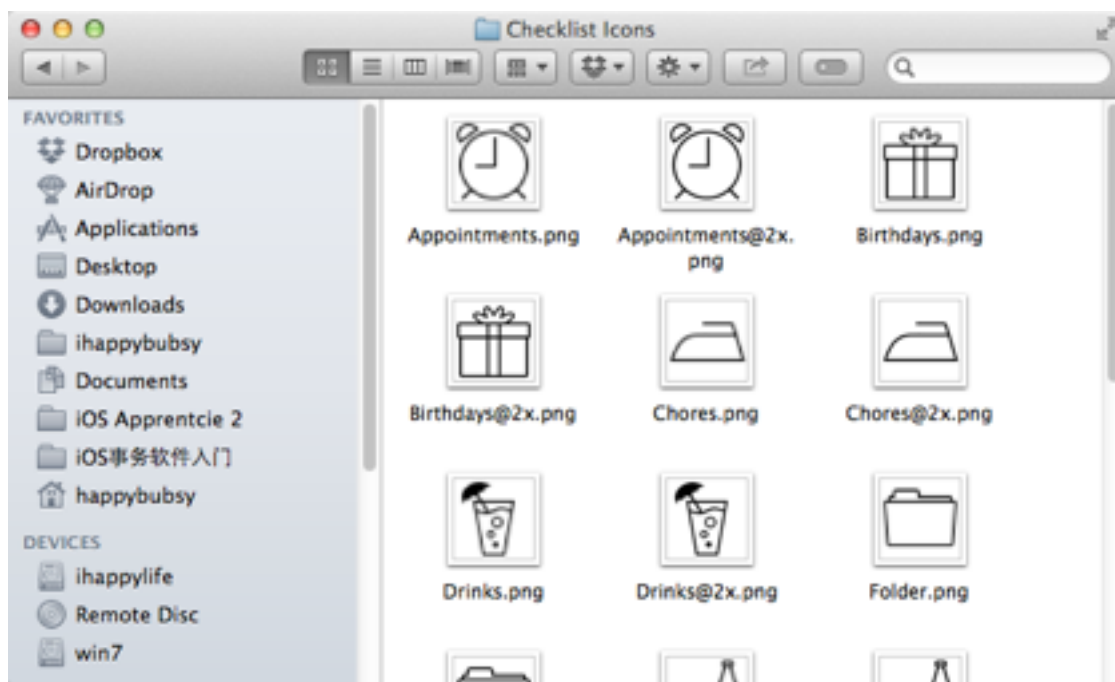 Checklist Icons
FAVORITES
Dropbox
AirDrop
Applications
Desktop
Downloads
ihappybubsy
Documents
iOS Apprentcie 2
iOS事务软件入门
happybubsy
DEVICES
ihappylife
Remote Disc
win7
Appointments.png
Appointments@2x.
png
Birthdays.png
Birthdays@2x.png
Chores.png
Chores@2x.png
Drinks.png
Drinks@2x.png
Folder.png